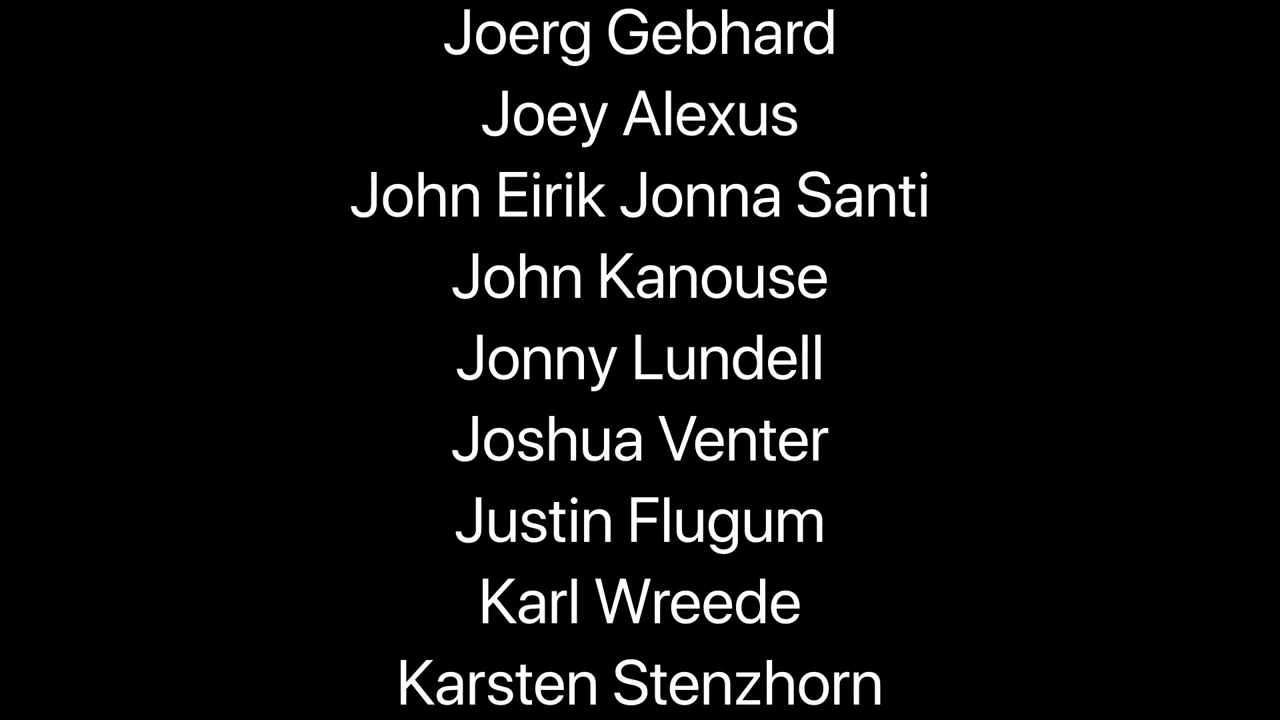 Joerg Gebhard
Joey Alexus
John Eirik Jonna Santi
John Kanouse
Jonny Lundell
Joshua Venter
Justin Flugum
Karl Wreede
Karsten Stenzhorn